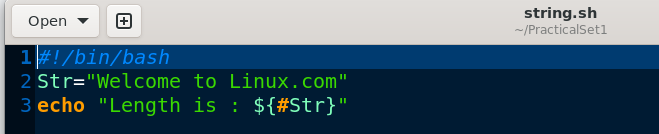 Open string.sh
~/PracticalSet1
1 #!/bin/bash
2 Str="Welcome to Linux.com"
3 echo "Length is : ${#Str}"